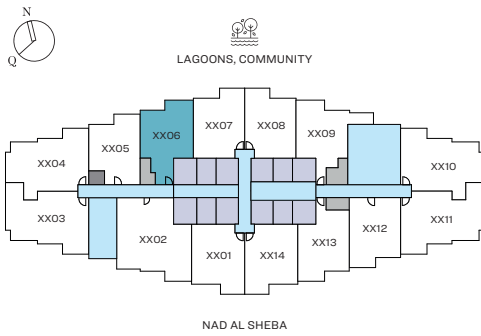 N
Q
LAGOONS, COMMUNITY
XX07 XX08
XX06 XX09
XX05
XX04 XX10
XX03 XX11
XX02 XX12
XX13
XX01 XX14
NAD AL SHEBA